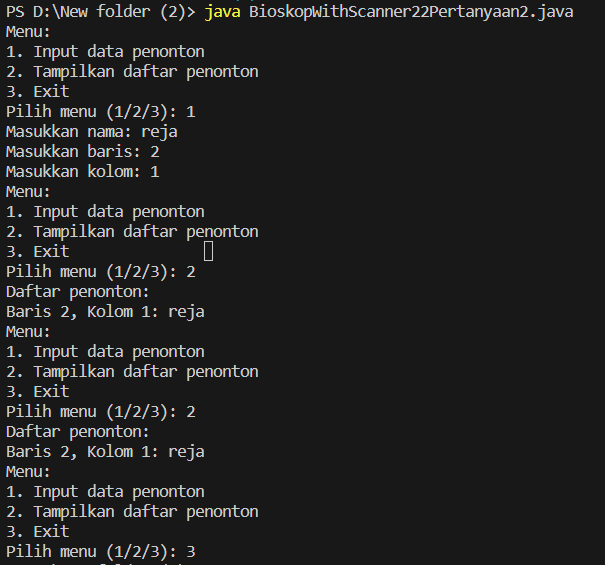 PS D:\New folder (2)> java BioskopWithScanner22Pertanyaan2.java
Menu:
1. Input data penonton
2. Tampilkan daftar penonton
3. Exit
Pilih menu (1/2/3): 1
Masukkan nama: reja
Masukkan baris: 2
Masukkan kolom: 1
Menu:
1. Input data penonton
2. Tampilkan daftar penonton
3. Exit
Pilih menu (1/2/3): 2
Daftar penonton:
Baris 2, Kolom 1: reja
Menu:
1. Input data penonton
2. Tampilkan daftar penonton
3. Exit
Pilih menu (1/2/3): 2
Daftar penonton:
Baris 2, Kolom 1: reja
Menu:
1. Input data penonton
2. Tampilkan daftar penonton
3. Exit
Pilih menu (1/2/3): 3